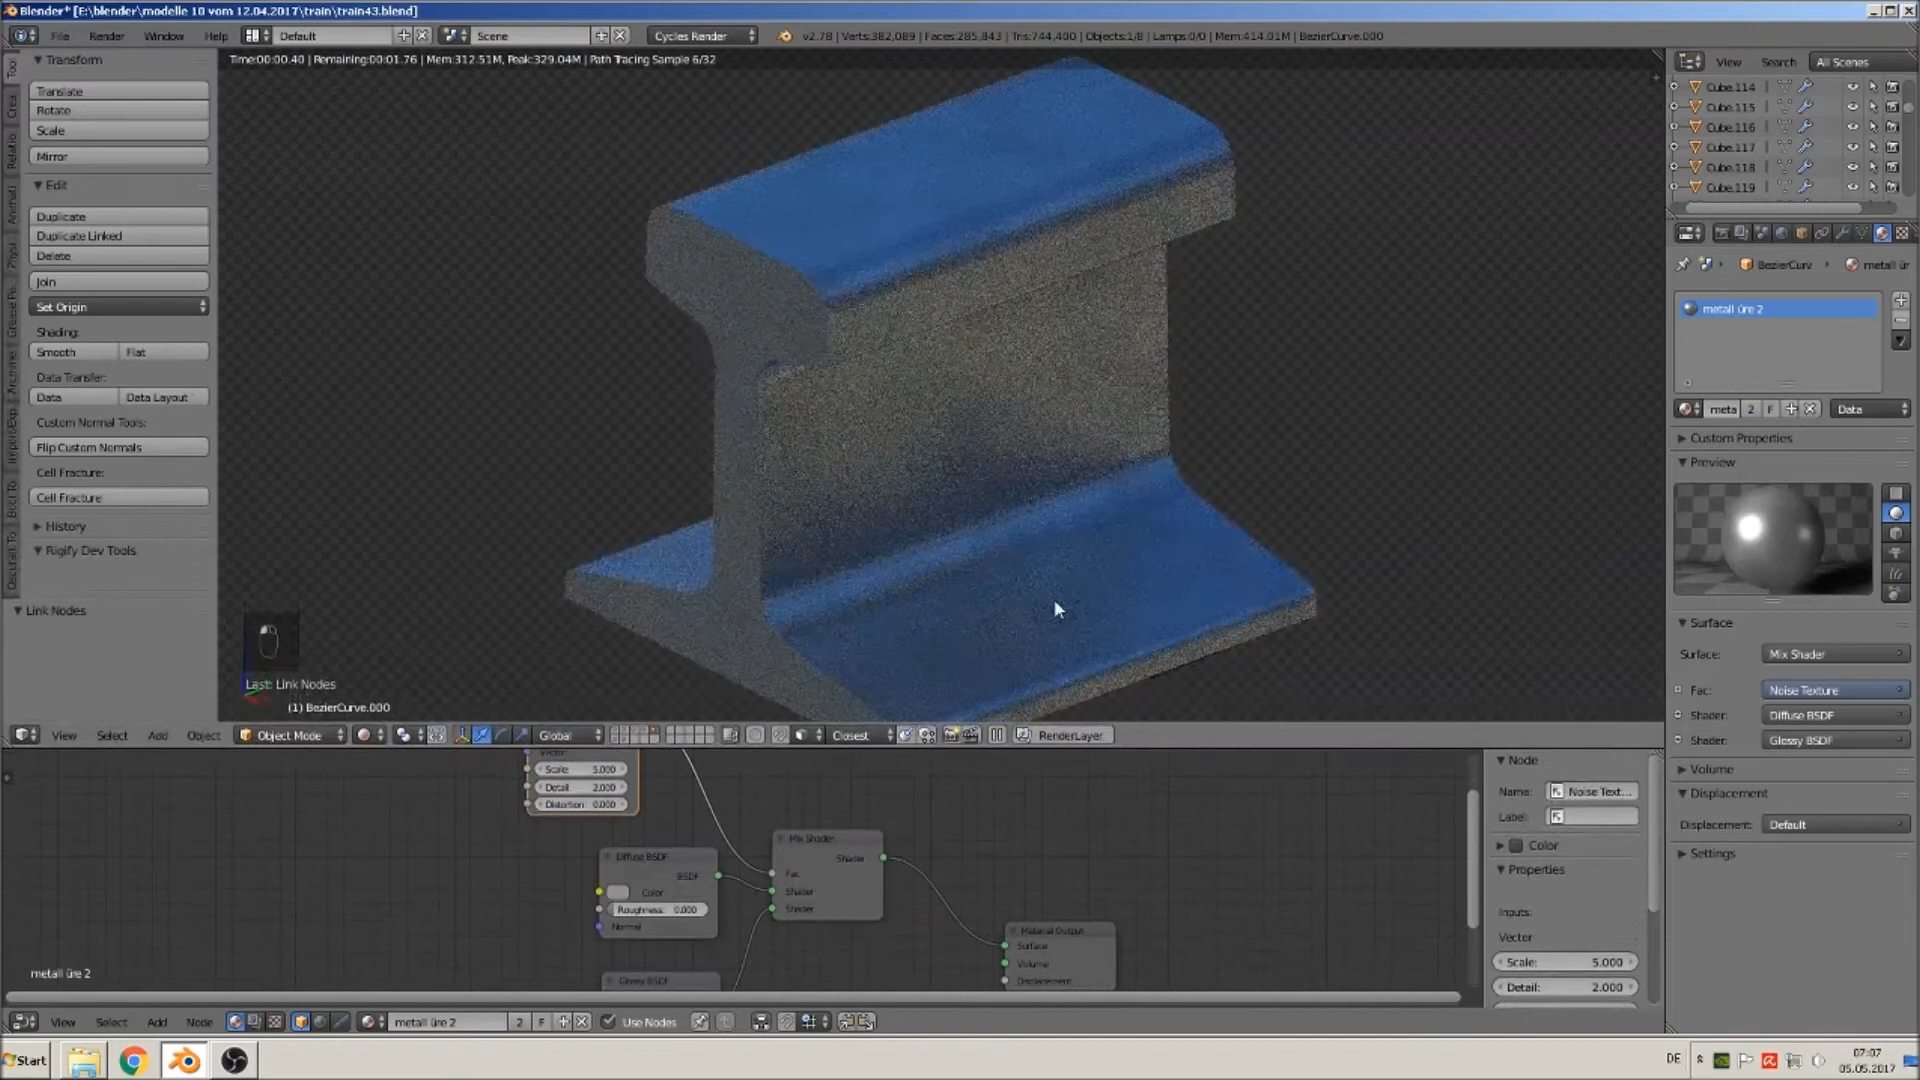 Blender* [E:\blender\modelle 10 vom 12.04.2017\train\train43.blend]
File Render Window Help Default Scene Cycles Render v2.78 | Verts:382,089 | Faces:285,843 | Tris:744,400 | Objects:1/8 | Lamps:0/0 | Mem:414.01M | BezierCurve.000
Time:00:00.40 | Remaining:00:01.76 | Mem:312.51M, Peak:329.04M | Path Tracing Sample 6/32
Transform
Translate
Rotate
Scale
Mirror
Edit
Duplicate
Duplicate Linked
Delete
Join
Set Origin
Shading:
Smooth Flat
Data Transfer:
Data Data Layout
Custom Normal Tools:
Flip Custom Normals
Cell Fracture:
Cell Fracture
History
Rigify Dev Tools
Link Nodes
Last: Link Nodes
(1) BezierCurve.000
View Select Add Object Object Mode Global Closest RenderLayer
View Search All Scenes
Cube.114
Cube.115
Cube.116
Cube.117
Cube.118
Cube.119
BezierCurv metall ür
metall üre 2
meta 2 F Data
Custom Properties
Preview
Surface
Surface: Mix Shader
Fac: Noise Texture
Shader: Diffuse BSDF
Shader: Glossy BSDF
Volume
Displacement
Displacement: Default
Settings
Vector
Scale: 5.000
Detail: 2.000
Distortion: 0.000
Diffuse BSDF
BSDF
Color
Roughness: 0.000
Normal
Glossy BSDF
Mix Shader
Shader
Fac
Shader
Shader
Material Output
Surface
Volume
Displacement
metall üre 2
Node
Name: Noise Text...
Label:
Color
Properties
Inputs:
Vector
Scale: 5.000
Detail: 2.000
View Select Add Node metall üre 2 2 F Use Nodes
Start
DE
07:07
05.05.2017